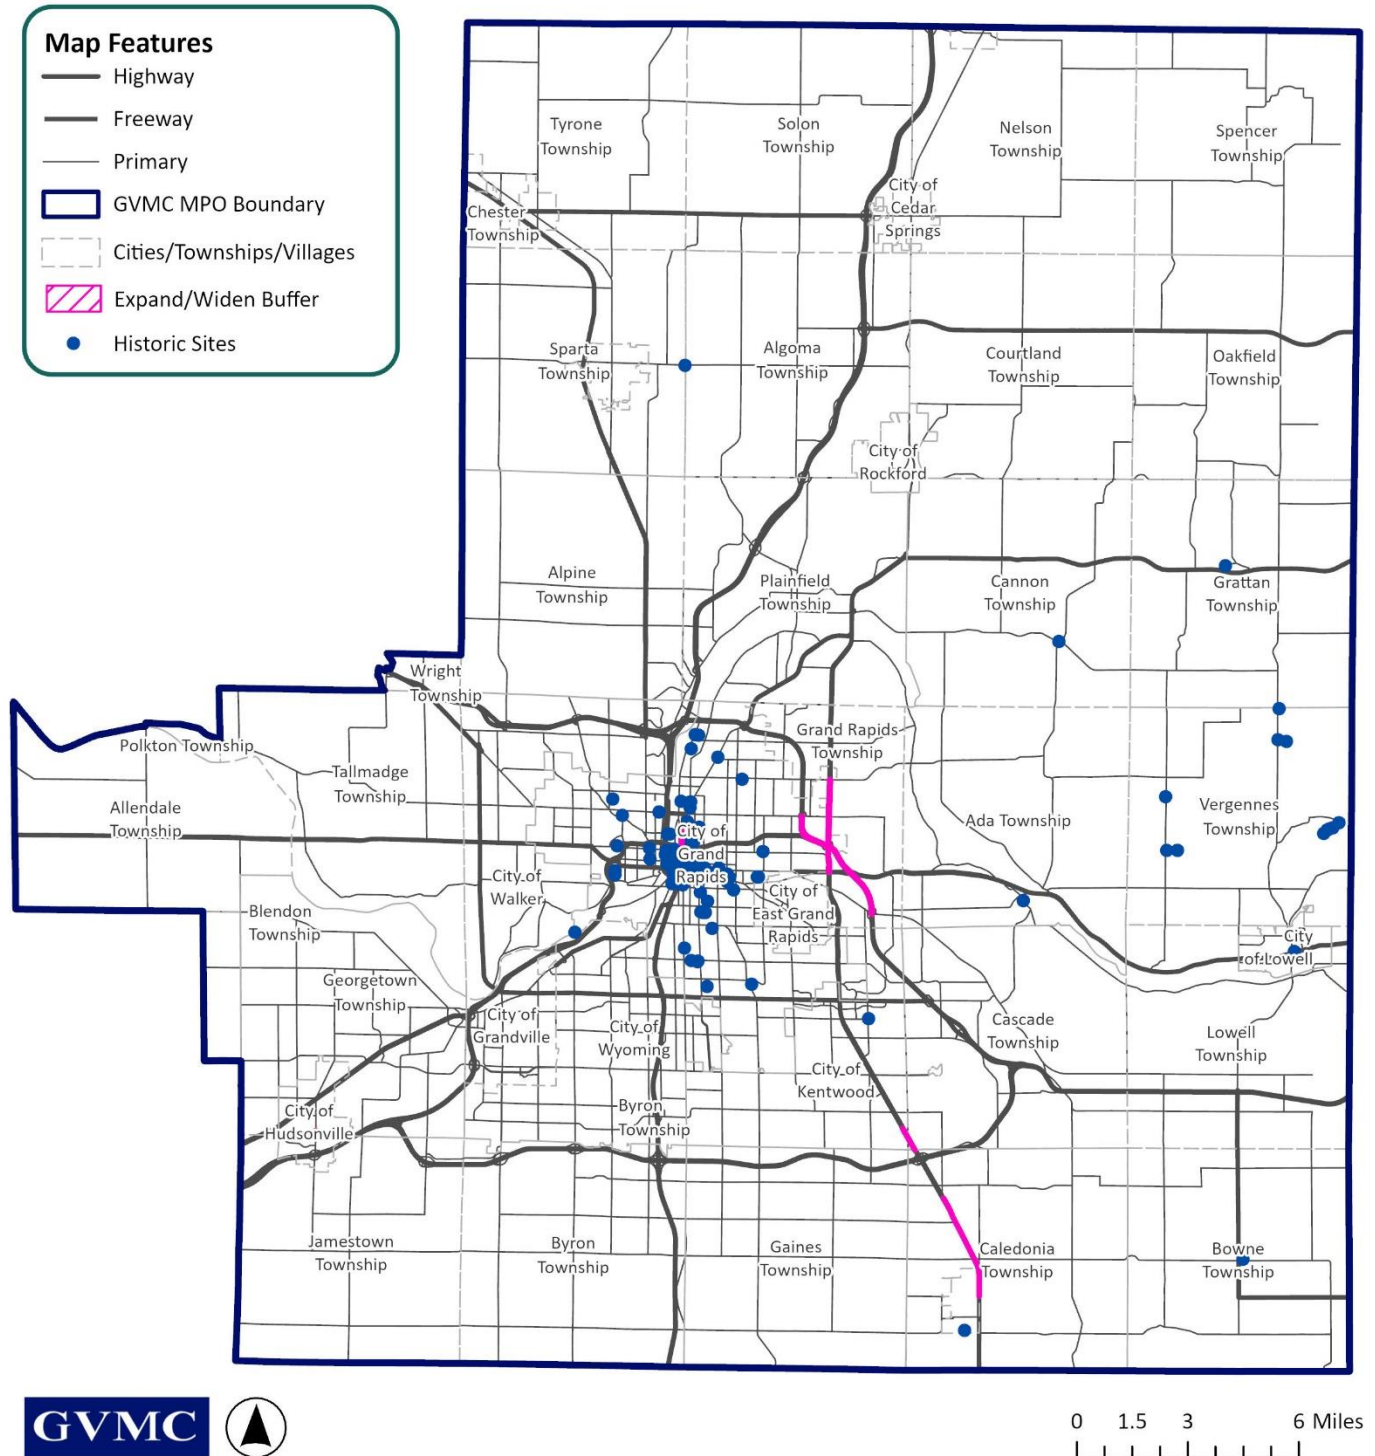 Map Features
Highway
Freeway
Primary
GVMC MPO Boundary
Cities/Townships/Villages
Expand/Widen Buffer
Historic Sites
Tyrone
Township
Solon
Township
Nelson
Township
Spencer
Township
Chester
Township
City of
Cedar
Springs
Sparta
Township
Algoma
Township
Courtland
Township
Oakfield
Township
City of
Rockford
Alpine
Township
Plainfield
Township
Cannon
Township
Grattan
Township
Wright
Township
Polkton Township
Tallmadge
Township
Grand Rapids
Township
Allendale
Township
Ada Township
Vergennes
Township
City of
Grand
Rapids
City of
Walker
City of
East Grand
Rapids
Blendon
Township
City
of Lowell
Georgetown
Township
City of
Grandville
City of
Wyoming
Cascade
Township
Lowell
Township
City of
Kentwood
City of
Hudsonville
Byron
Township
Jamestown
Township
Byron
Township
Gaines
Township
Caledonia
Township
Bowne
Township
GVMC
0 1.5 3 6 Miles